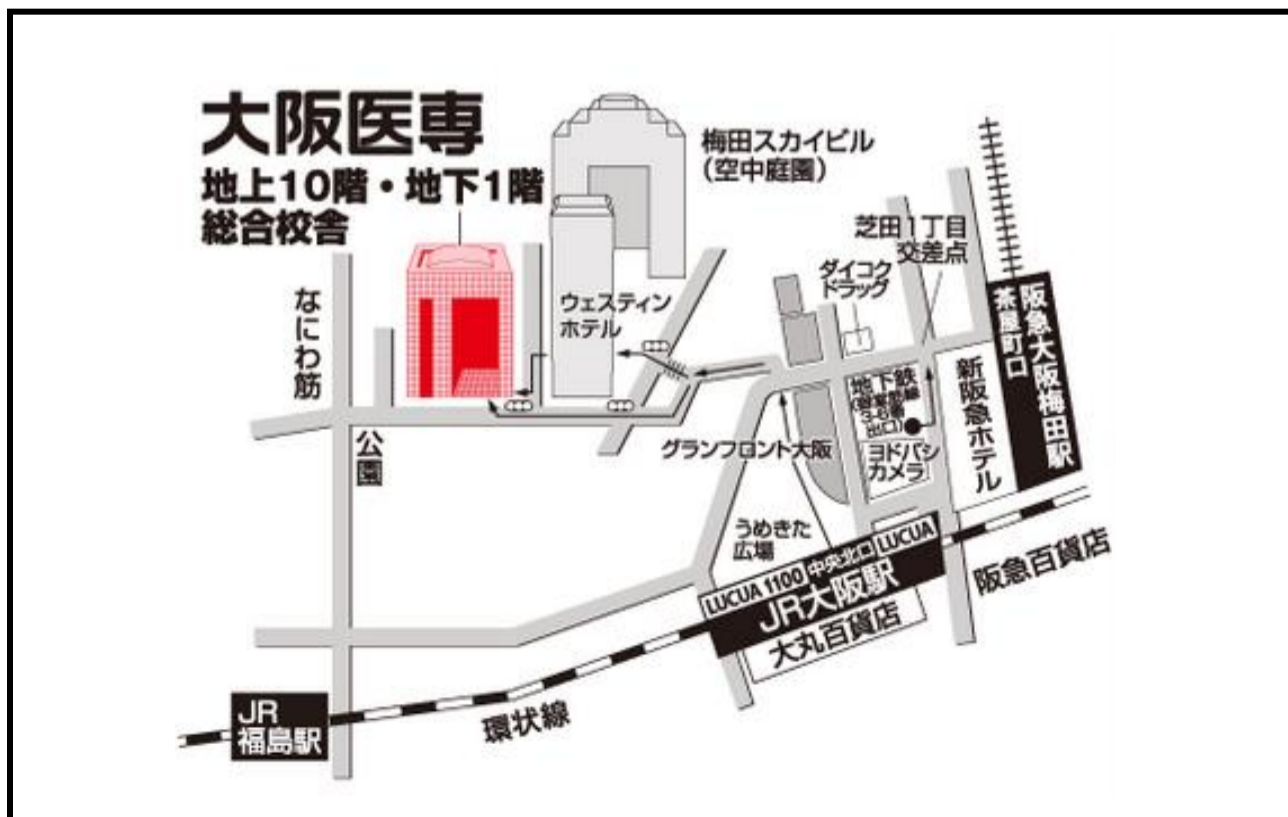 大阪医専
地上10階・地下1階
総合校舎
梅田スカイビル
（空中庭園）
芝田1丁目
交差点
ダイコク
ドラッグ
なにわ筋
ウェスティン
ホテル
阪急大阪梅田駅
茶屋町口
地下鉄
3-6番
出口)
新阪急ホテル
公園
グランフロント大阪
ヨドバシ
カメラ
うめきた
広場
LUCUA 1100
中央北口
LUCUA
JR大阪駅
大丸百貨店
阪急百貨店
環状線
JR
福島駅